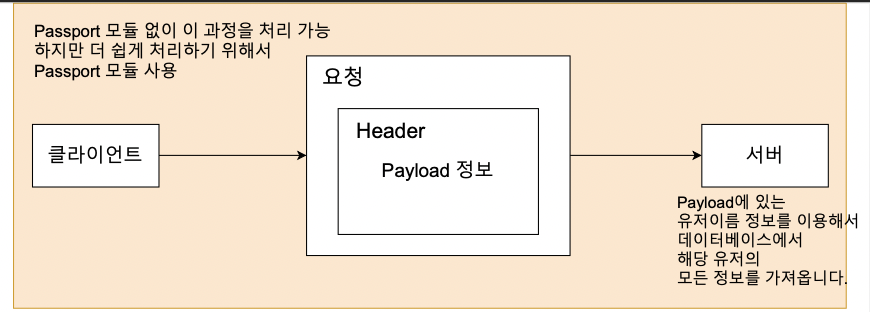 Passport 모듈 없이 이 과정을 처리 가능
하지만 더 쉽게 처리하기 위해서
Passport 모듈 사용
요청
Header
Payload 정보
클라이언트
서버
Payload에 있는
유저이름 정보를 이용해서
데이터베이스에서
해당 유저의
모든 정보를 가져옵니다.